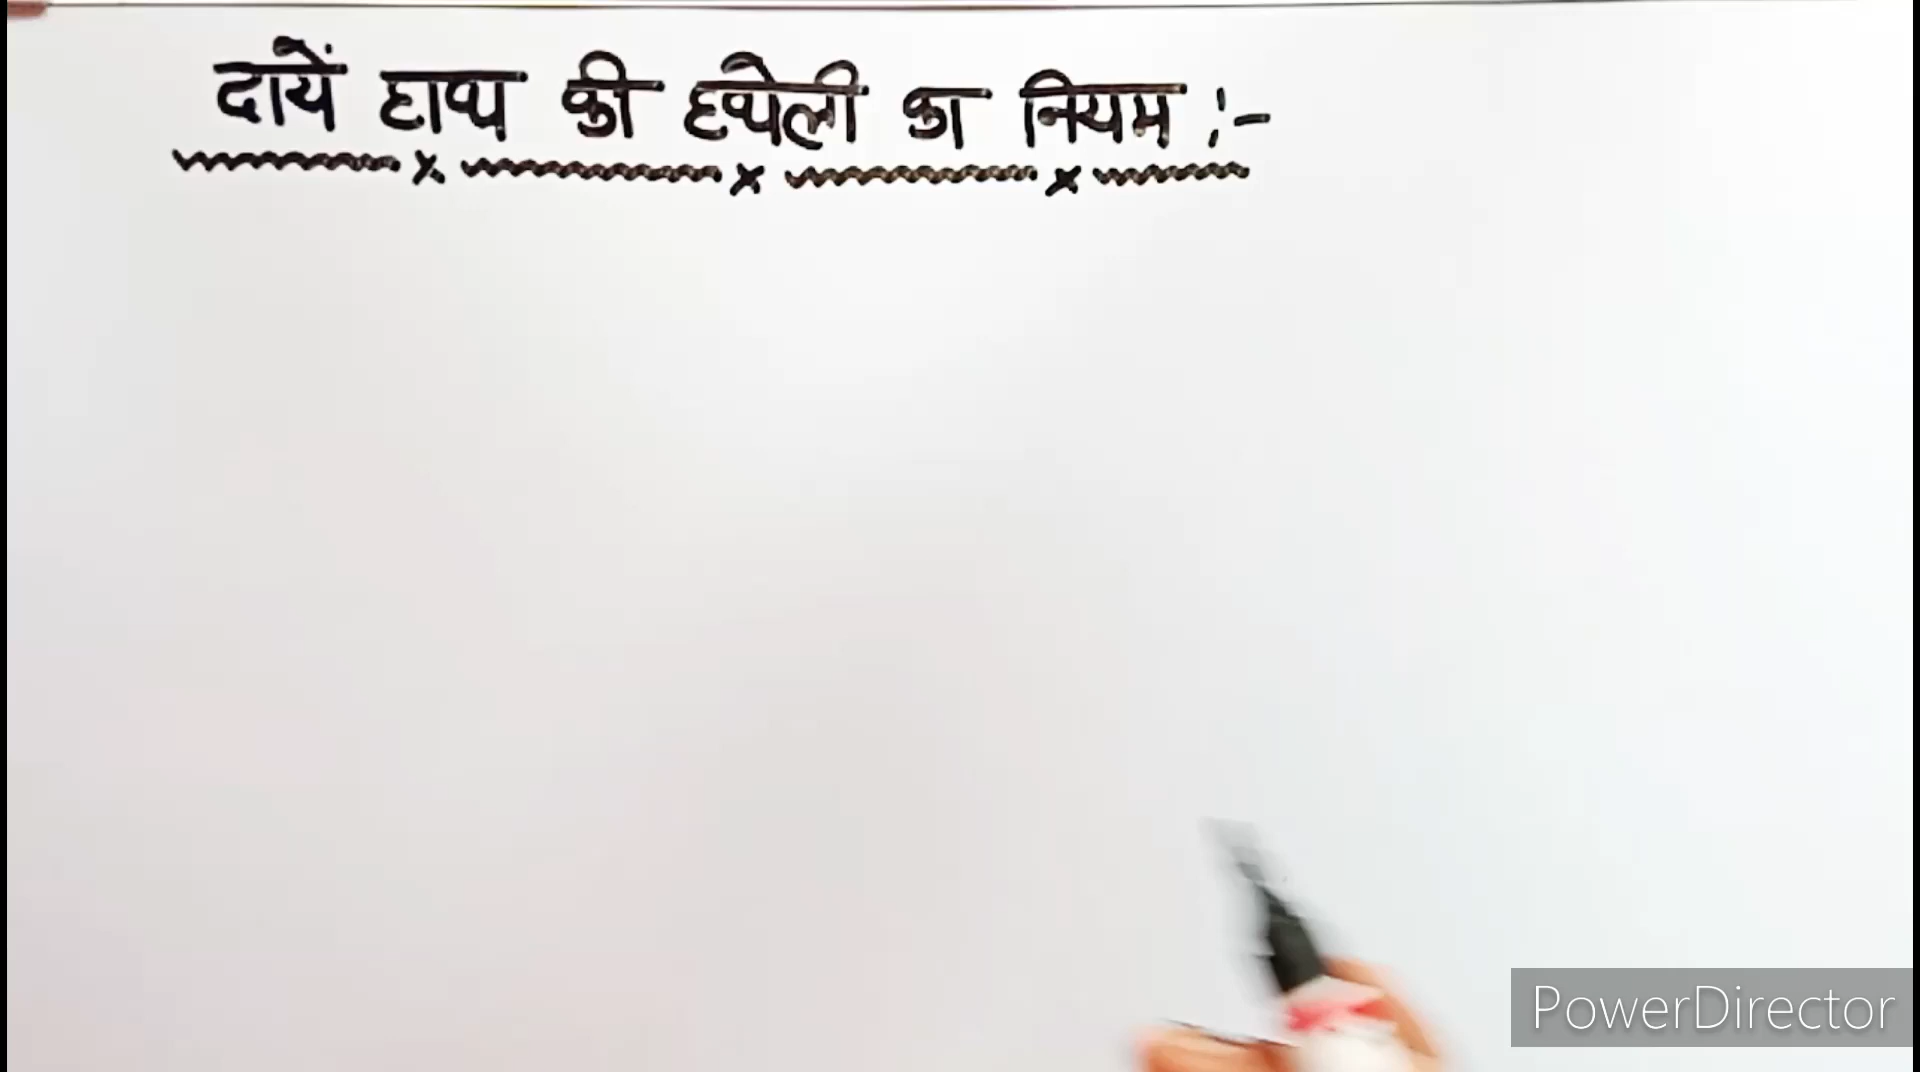 दायें हाथ की हथेली का नियम :-
PowerDirector